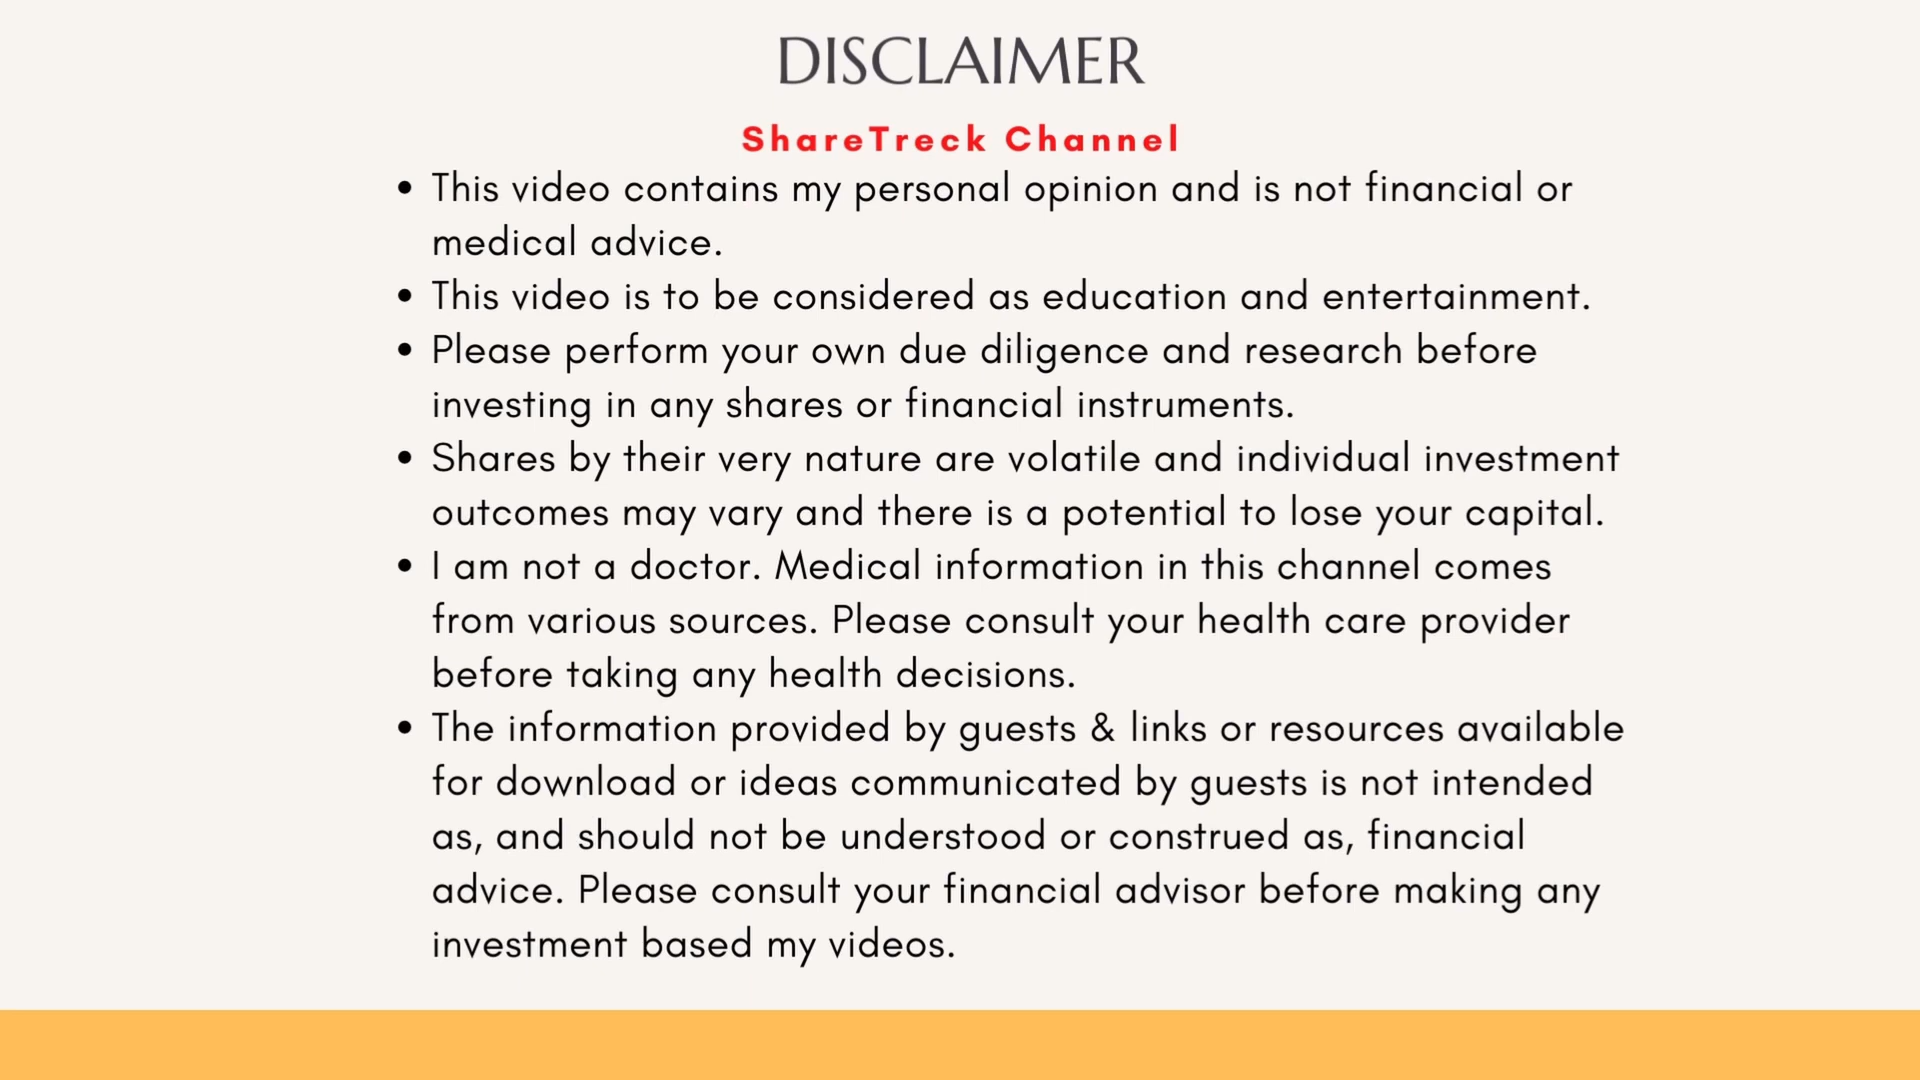 DISCLAIMER
ShareTreck Channel
• This video contains my personal opinion and is not financial or
medical advice.
• This video is to be considered as education and entertainment.
• Please perform your own due diligence and research before
investing in any shares or financial instruments.
• Shares by their very nature are volatile and individual investment
outcomes may vary and there is a potential to lose your capital.
• I am not a doctor. Medical information in this channel comes
from various sources. Please consult your health care provider
before taking any health decisions.
• The information provided by guests & links or resources available
for download or ideas communicated by guests is not intended
as, and should not be understood or construed as, financial
advice. Please consult your financial advisor before making any
investment based my videos.